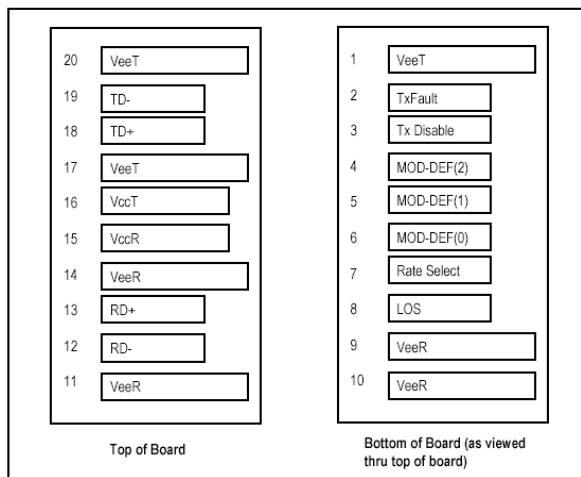 20 VeeT
19 TD-
18 TD+
17 VeeT
16 VccT
15 VccR
14 VeeR
13 RD+
12 RD-
11 VeeR
Top of Board
1 VeeT
2 TxFault
3 Tx Disable
4 MOD-DEF(2)
5 MOD-DEF(1)
6 MOD-DEF(0)
7 Rate Select
8 LOS
9 VeeR
10 VeeR
Bottom of Board (as viewed
thru top of board)